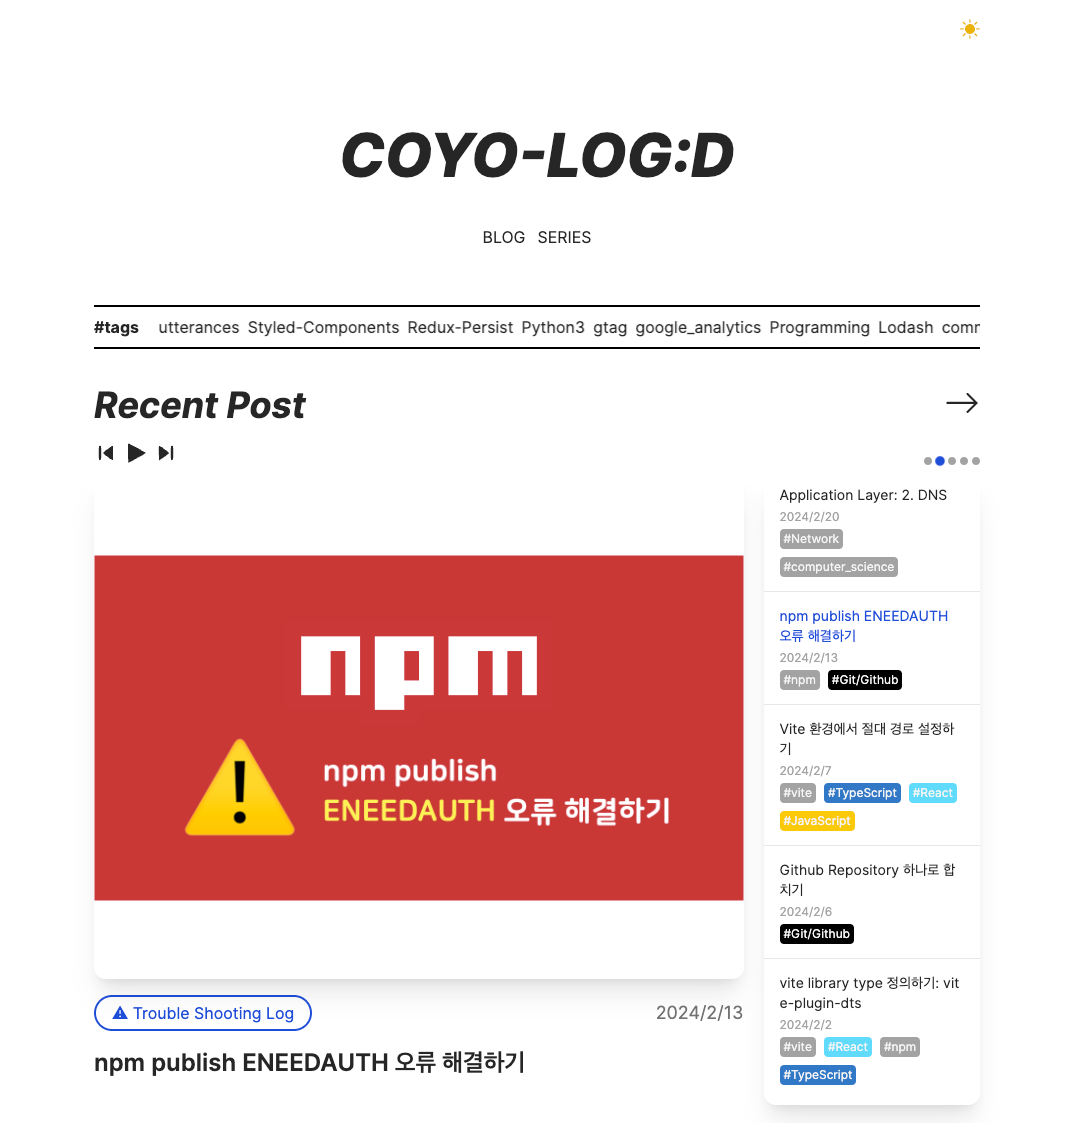 COYO-LOG:D
BLOG SERIES
#tags utterances Styled-Components Redux-Persist Python3 gtag google_analytics Programming Lodash comm
Recent Post
npm
npm publish
ENEEDAUTH 오류 해결하기
Trouble Shooting Log
2024/2/13
npm publish ENEEDAUTH 오류 해결하기
Application Layer: 2. DNS
2024/2/20
#Network
#computer_science
npm publish ENEEDAUTH
오류 해결하기
2024/2/13
#npm #Git/Github
Vite 환경에서 절대 경로 설정하
기
2024/2/7
#vite #TypeScript #React
#JavaScript
Github Repository 하나로 합
치기
2024/2/6
#Git/Github
vite library type 정의하기: vit
e-plugin-dts
2024/2/2
#vite #React #npm
#TypeScript